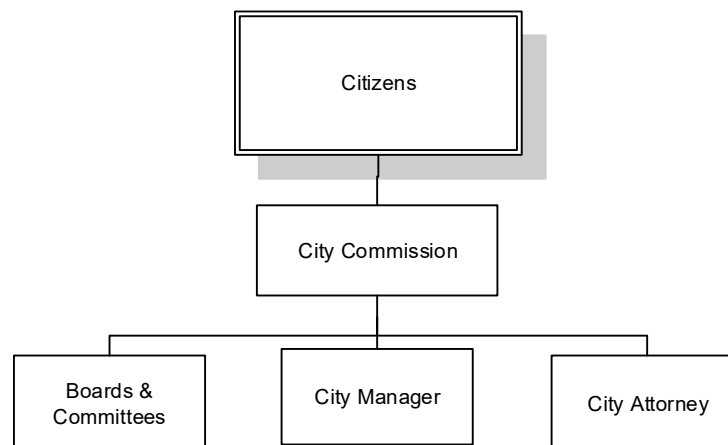 Citizens
City Commission
Boards &
Committees
City Manager
City Attorney